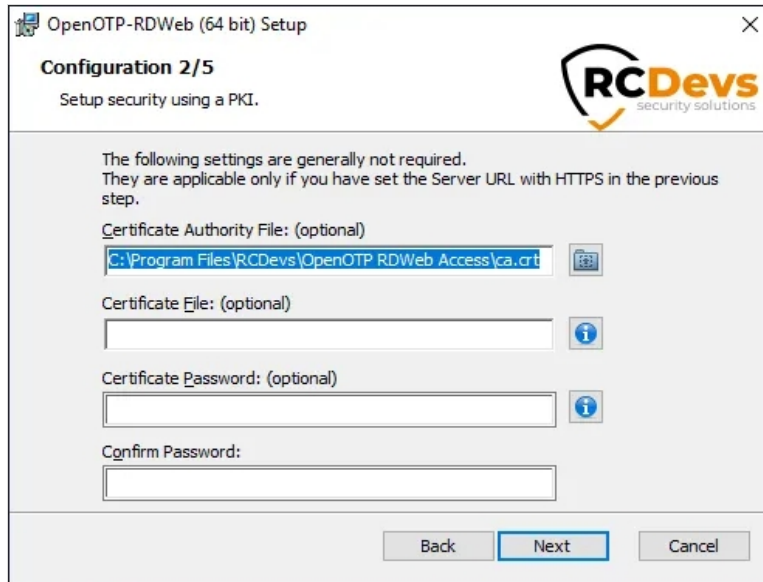 OpenOTP-RDWeb (64 bit) Setup
Configuration 2/5
Setup security using a PKI.
RCDevs
security solutions
The following settings are generally not required.
They are applicable only if you have set the Server URL with HTTPS in the previous
step.
Certificate Authority File: (optional)
C:\Program Files\RCDevs\OpenOTP RDWeb Access\ca.crt
Certificate File: (optional)
Certificate Password: (optional)
Confirm Password:
Back
Next
Cancel